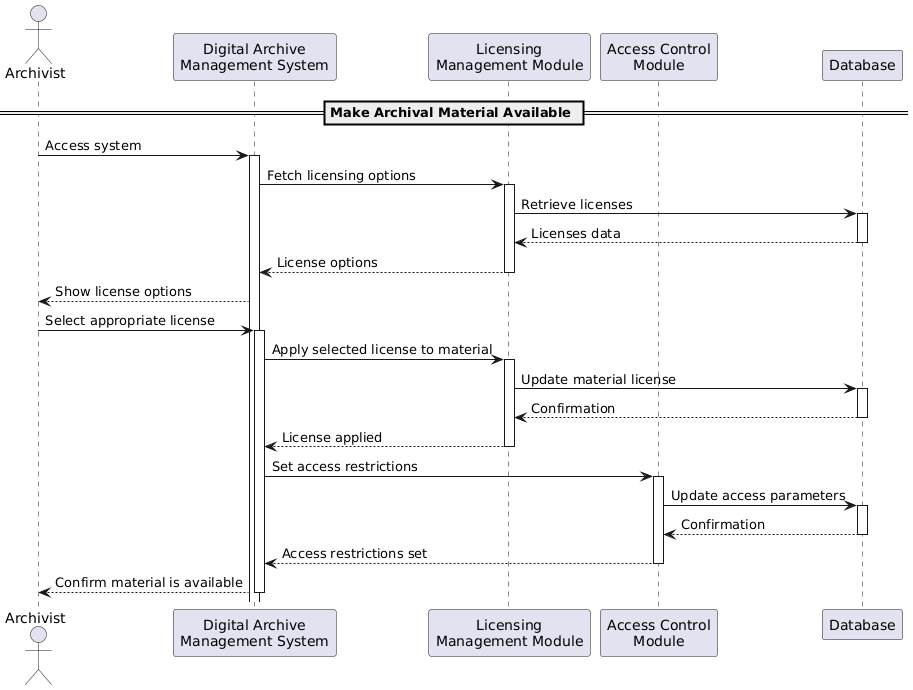 Archivist
Digital Archive
Management System
Licensing
Management Module
Access Control
Module
Database
Make Archival Material Available
Access system
Fetch licensing options
Retrieve licenses
Licenses data
License options
Show license options
Select appropriate license
Apply selected license to material
Update material license
Confirmation
License applied
Set access restrictions
Update access parameters
Confirmation
Access restrictions set
Confirm material is available
Archivist
Digital Archive
Management System
Licensing
Management Module
Access Control
Module
Database